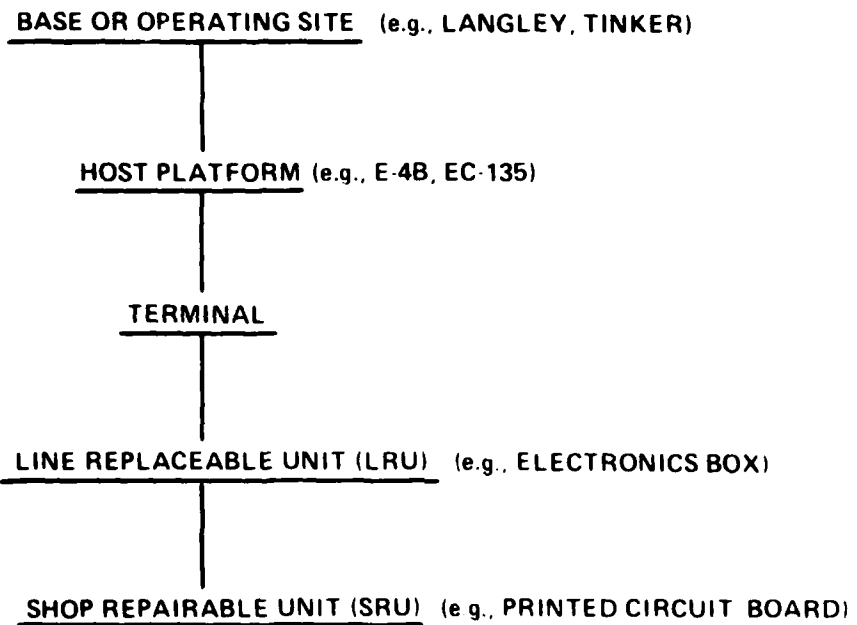 BASE OR OPERATING SITE (e.g., LANGLEY, TINKER)
HOST PLATFORM (e.g., E-4B, EC-135)
TERMINAL
LINE REPLACEABLE UNIT (LRU) (e.g., ELECTRONICS BOX)
SHOP REPAIRABLE UNIT (SRU) (e g., PRINTED CIRCUIT BOARD)